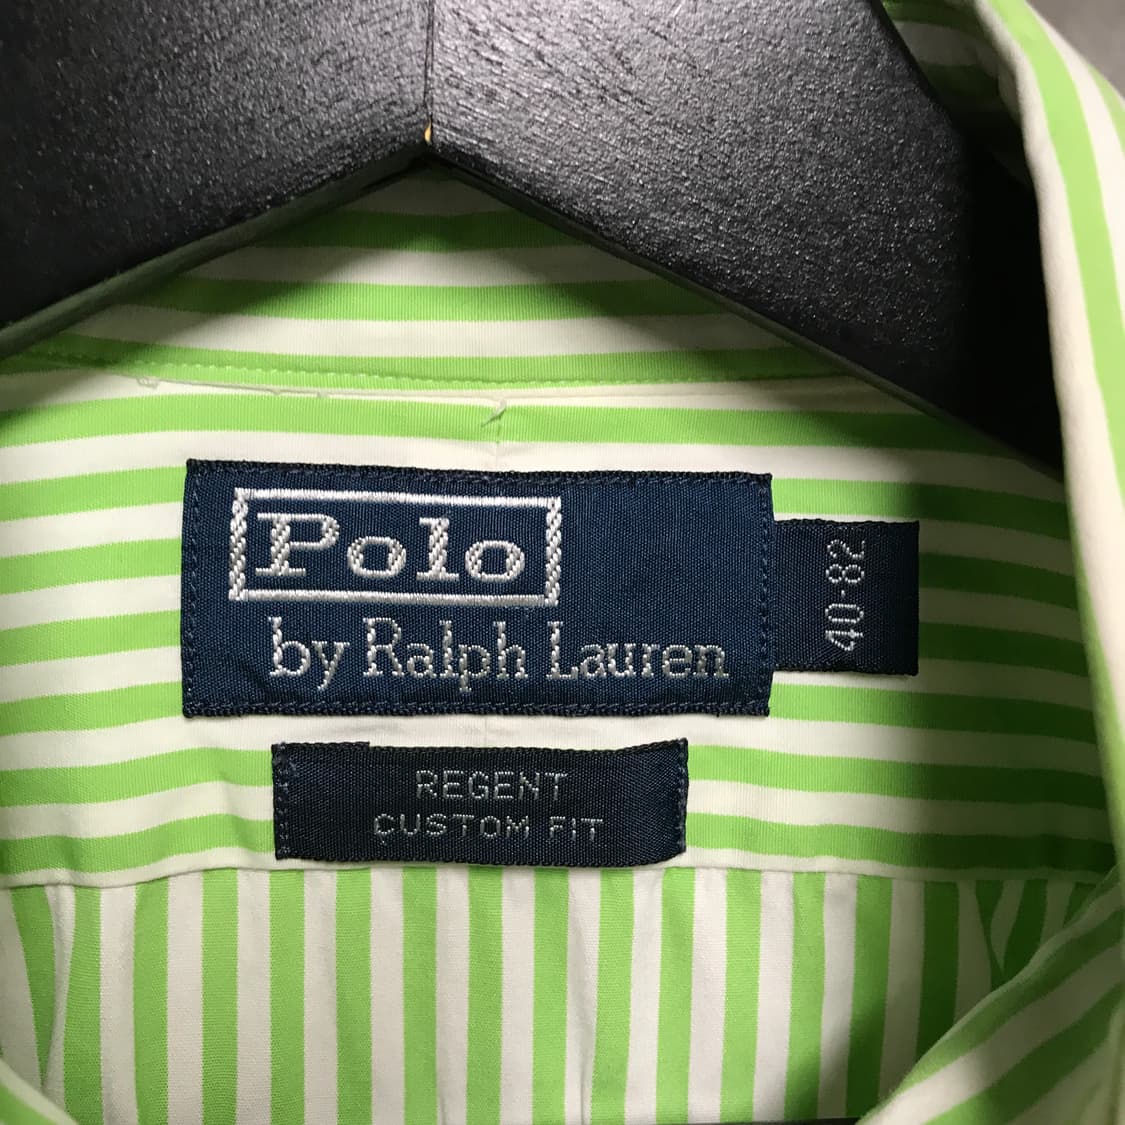 Polo
by Ralph Lauren
40-82
REGENT
CUSTOM FIT